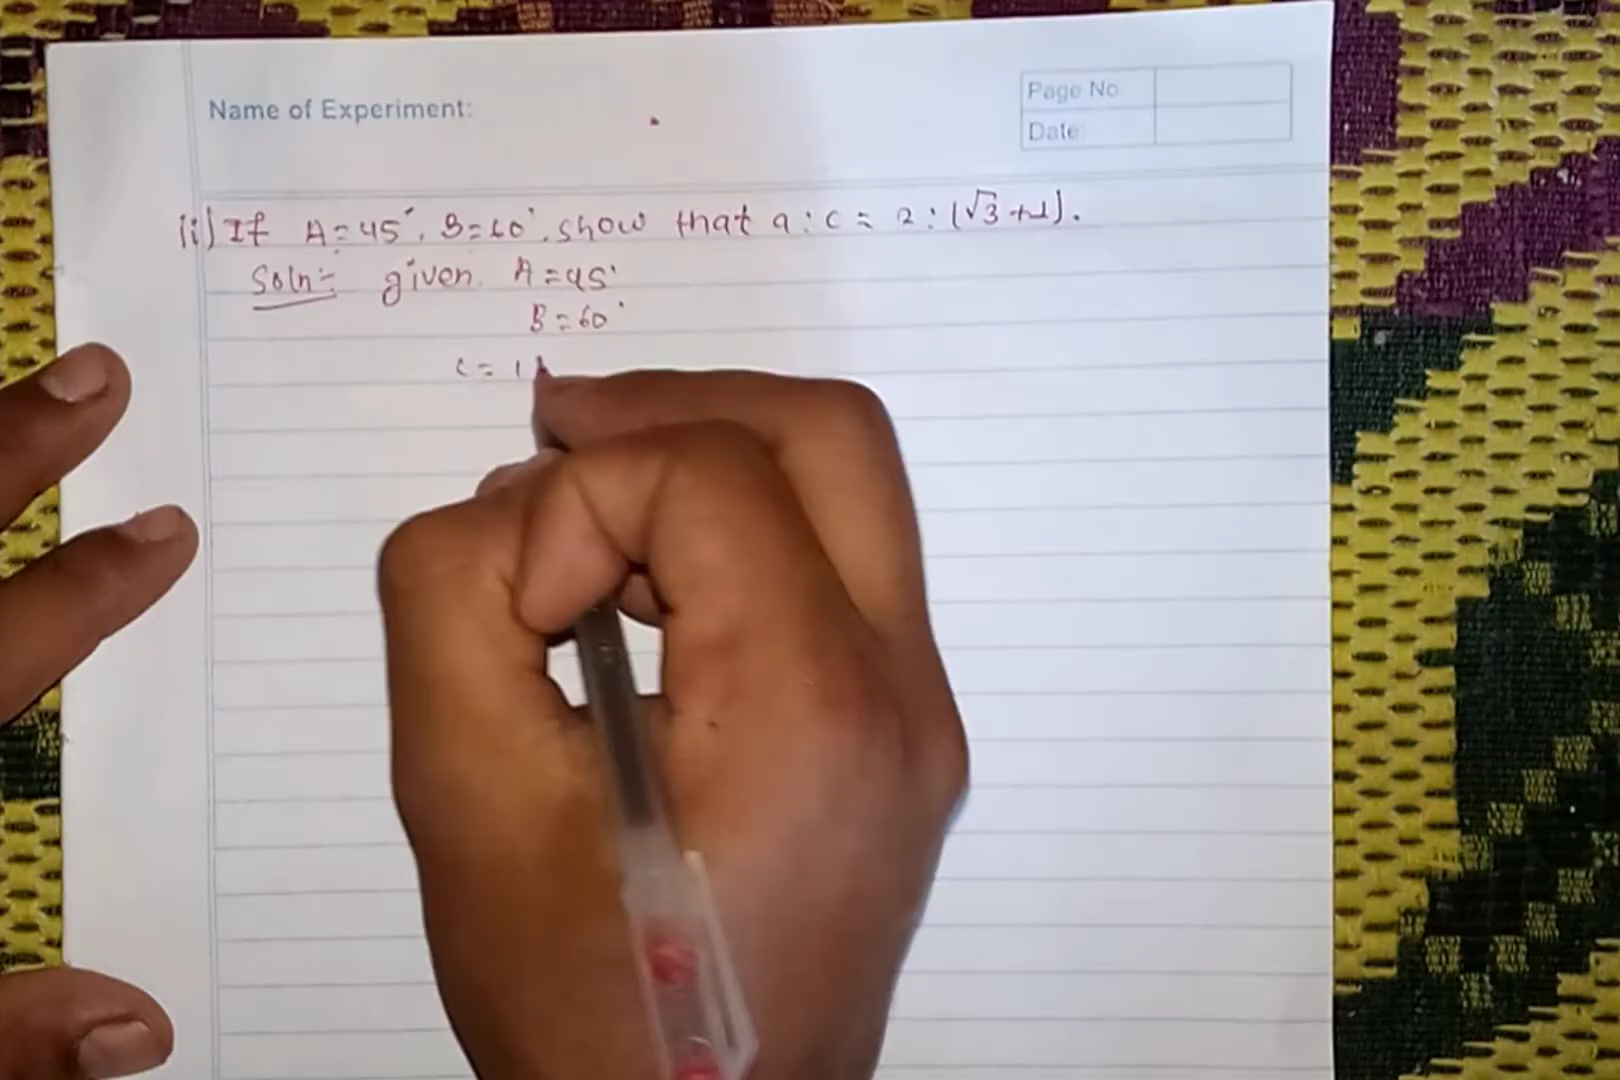 Name of Experiment:
Page No.
Date:
ii) If A = 45°, B = 60°, show that a : c = 2 : (√3 + 1).
Soln:- given A = 45°
B = 60°
C = 1